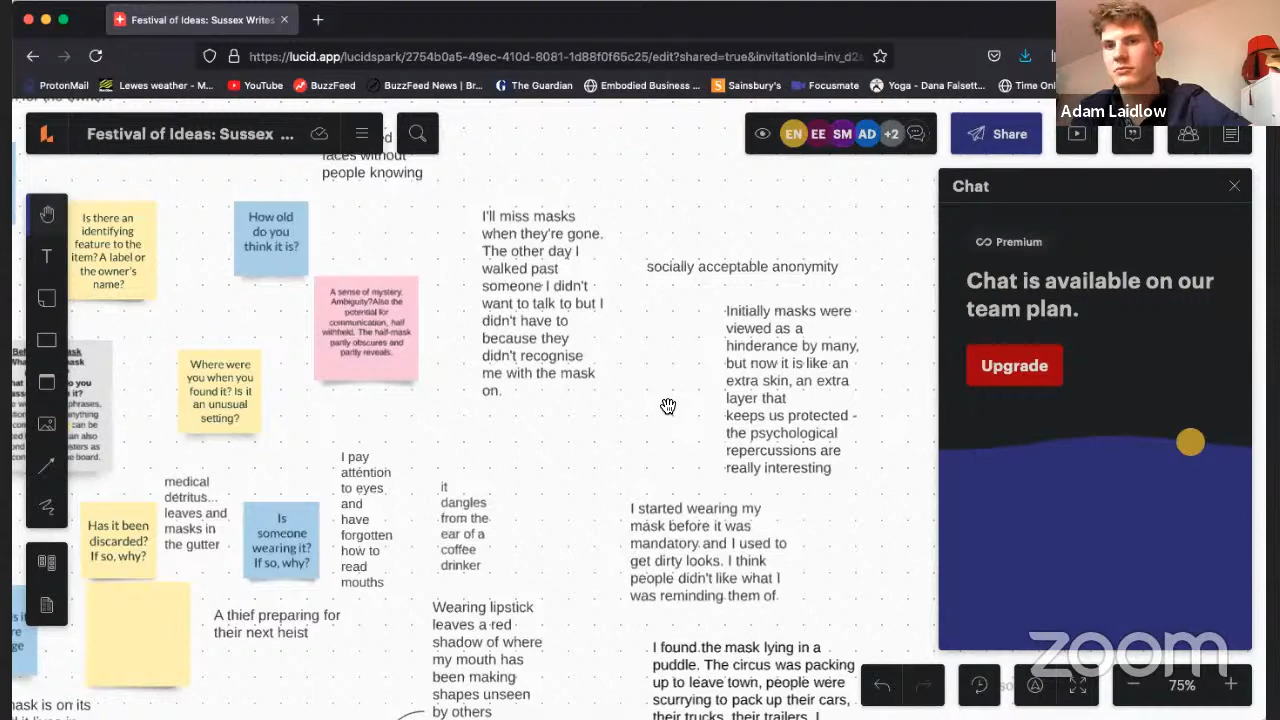 Festival of Ideas: Sussex Writes
https://lucid.app/lucidspark/2754b0a5-49ec-410d-8081-1d88f0f65c25/edit?shared=true&invitationId=inv_d2
ProtonMail
Lewes weather - M...
YouTube
BuzzFeed
BuzzFeed News | Br...
The Guardian
Embodied Business ...
Sainsbury's
Focusmate
Yoga - Dana Falsett...
Time Onl
Adam Laidlow
Festival of Ideas: Sussex ...
EN
EE
SM
AD
+2
Share
faces without
people knowing
Is there an
identifying
feature to the
item? A label or
the owner's
name?
How old
do you
think it is?
A sense of mystery.
Ambiguity?Also the
potential for
communication, half
withheld. The half-mask
partly obscures and
partly reveals.
I'll miss masks
when they're gone.
The other day I
walked past
someone I didn't
want to talk to but I
didn't have to
because they
didn't recognise
me with the mask
on.
socially acceptable anonymity
Initially masks were
viewed as a
hinderance by many,
but now it is like an
extra skin, an extra
layer that
keeps us protected -
the psychological
repercussions are
really interesting
Where were
you when you
found it? Is it
an unusual
setting?
medical
detritus...
leaves and
masks in
the gutter
I pay
attention
to eyes
and
have
forgotten
how to
read
mouths
it
dangles
from the
ear of a
coffee
drinker
Has it been
discarded?
If so, why?
Is
someone
wearing it?
If so, why?
I started wearing my
mask before it was
mandatory and I used to
get dirty looks. I think
people didn't like what I
was reminding them of
A thief preparing for
their next heist
Wearing lipstick
leaves a red
shadow of where
my mouth has
been making
shapes unseen
by others
I found the mask lying in a
puddle. The circus was packing
up to leave town, people were
scurrying to pack up their cars,
their trucks, their trailers. I
mask is on its
Chat
Premium
Chat is available on our
team plan.
Upgrade
75%
zoom